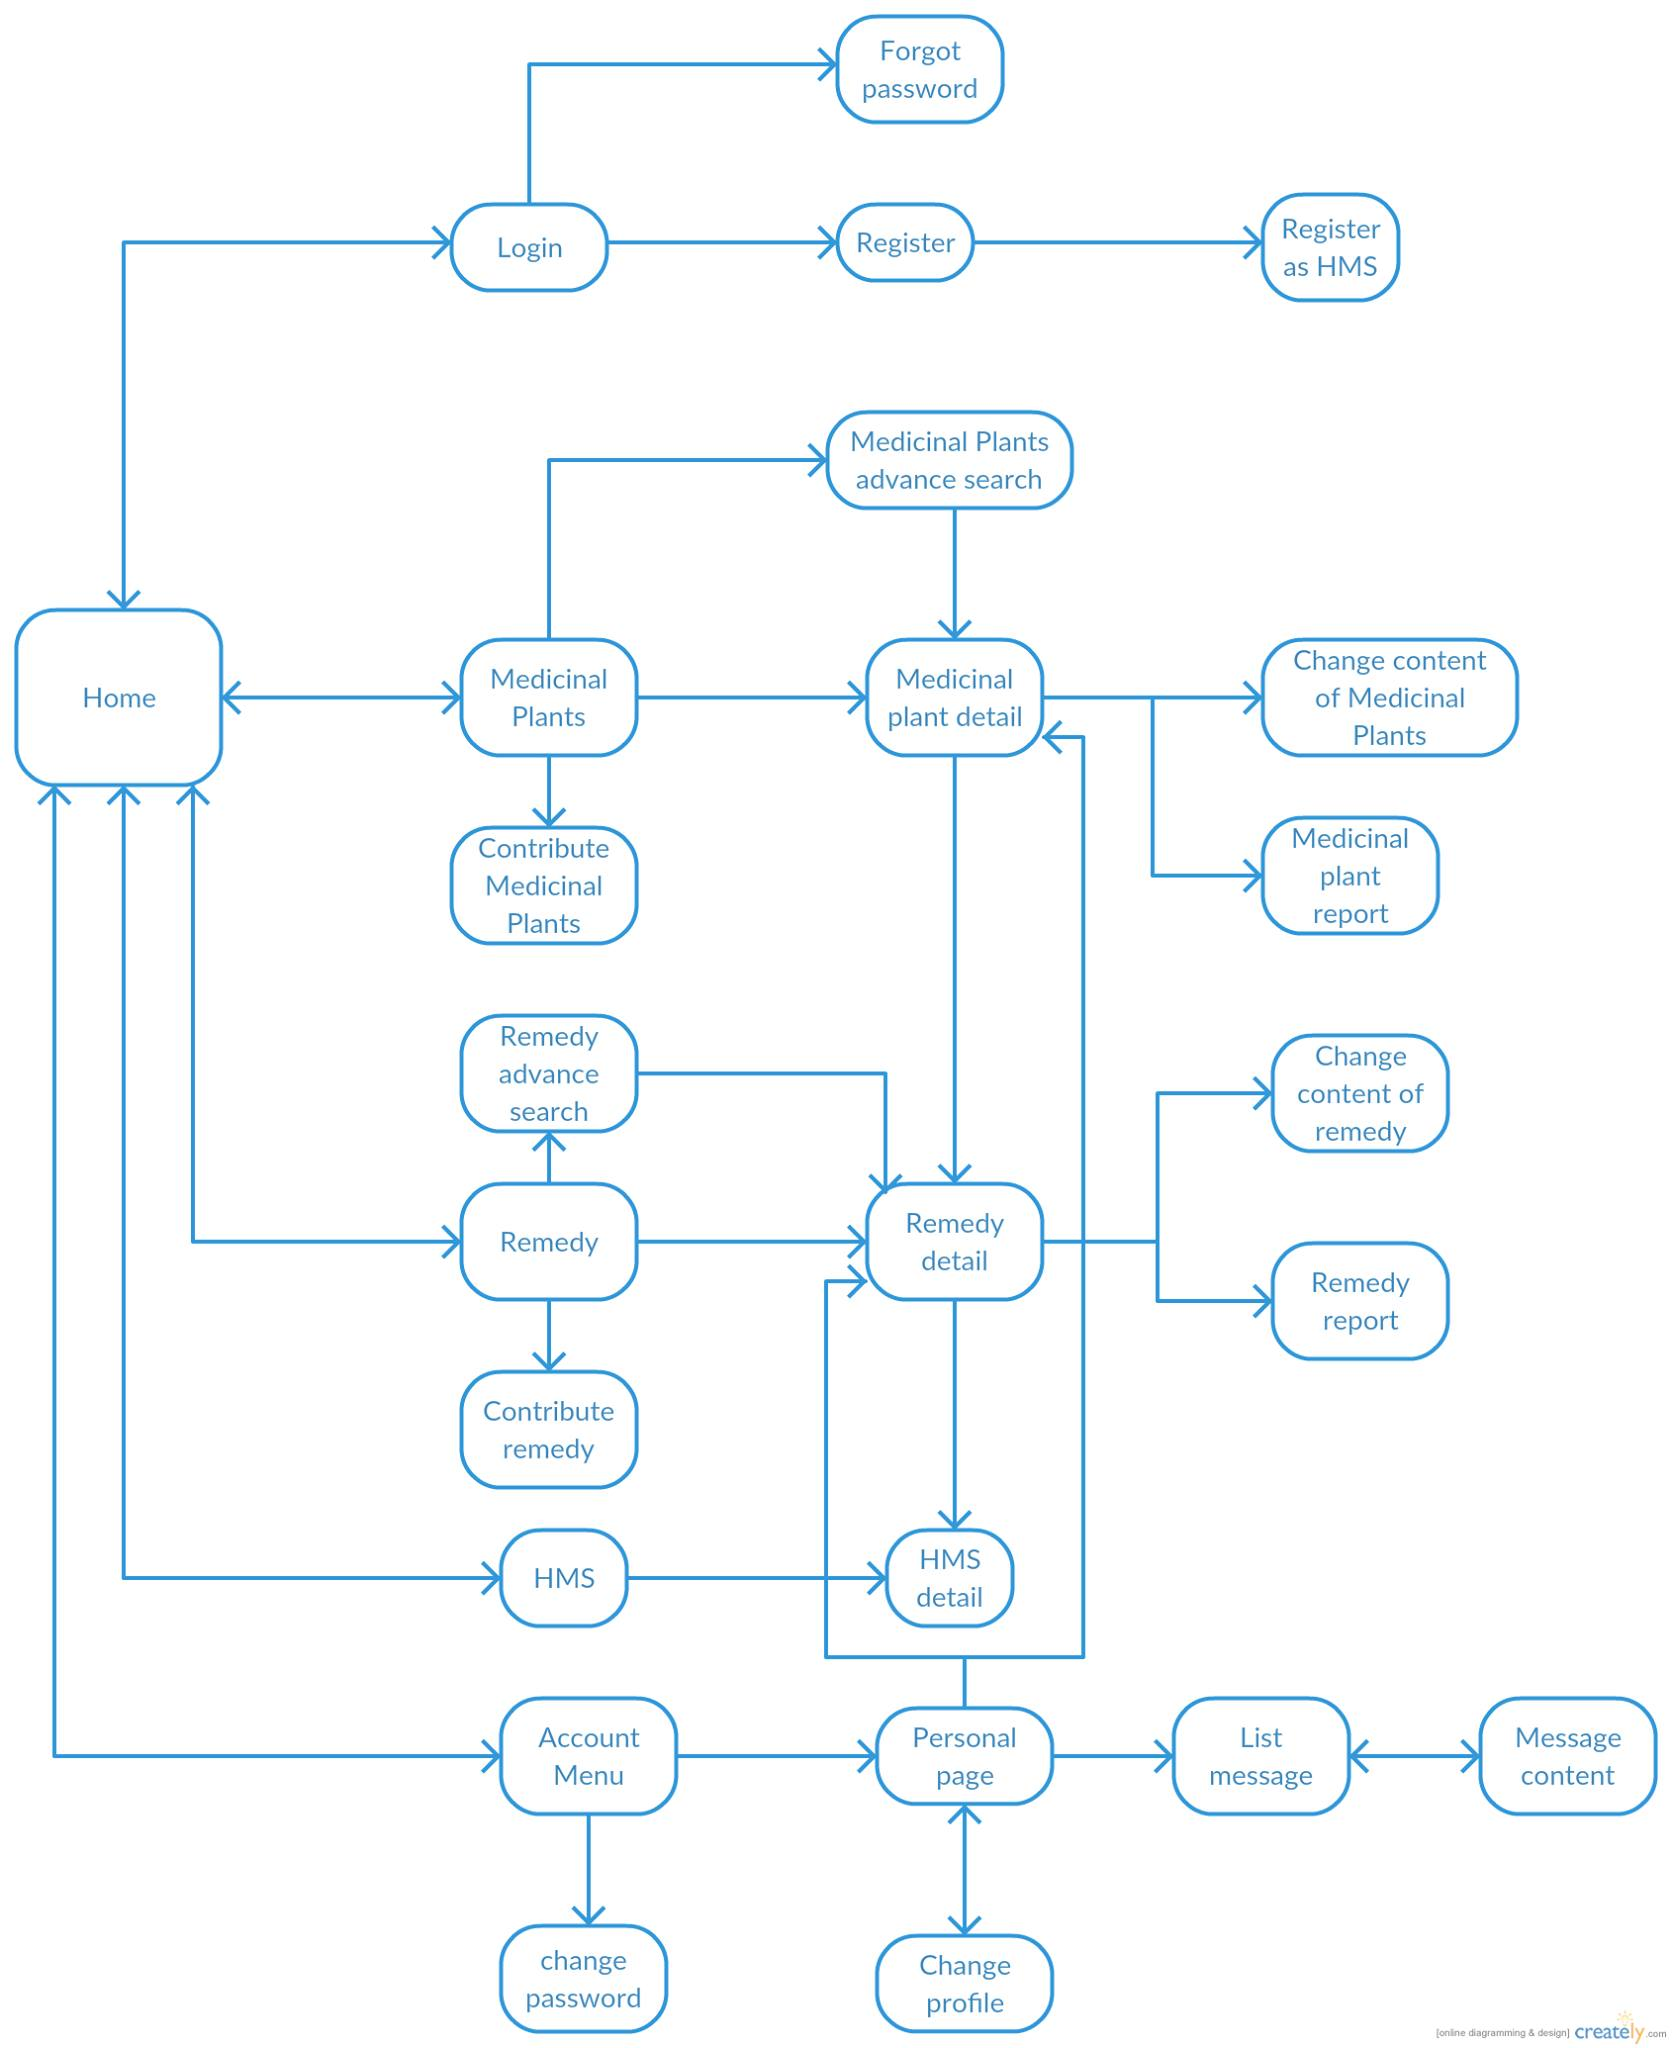 Forgot
password
Login
Register
Register
as HMS
Medicinal Plants
advance search
Home
Medicinal
Plants
Medicinal
plant detail
Change content
of Medicinal
Plants
Contribute
Medicinal
Plants
Medicinal
plant
report
Remedy
advance
search
Change
content of
remedy
Remedy
Remedy
detail
Remedy
report
Contribute
remedy
HMS
HMS
detail
Account
Menu
Personal
page
List
message
Message
content
change
password
Change
profile
[online diagramming & design] creately.com